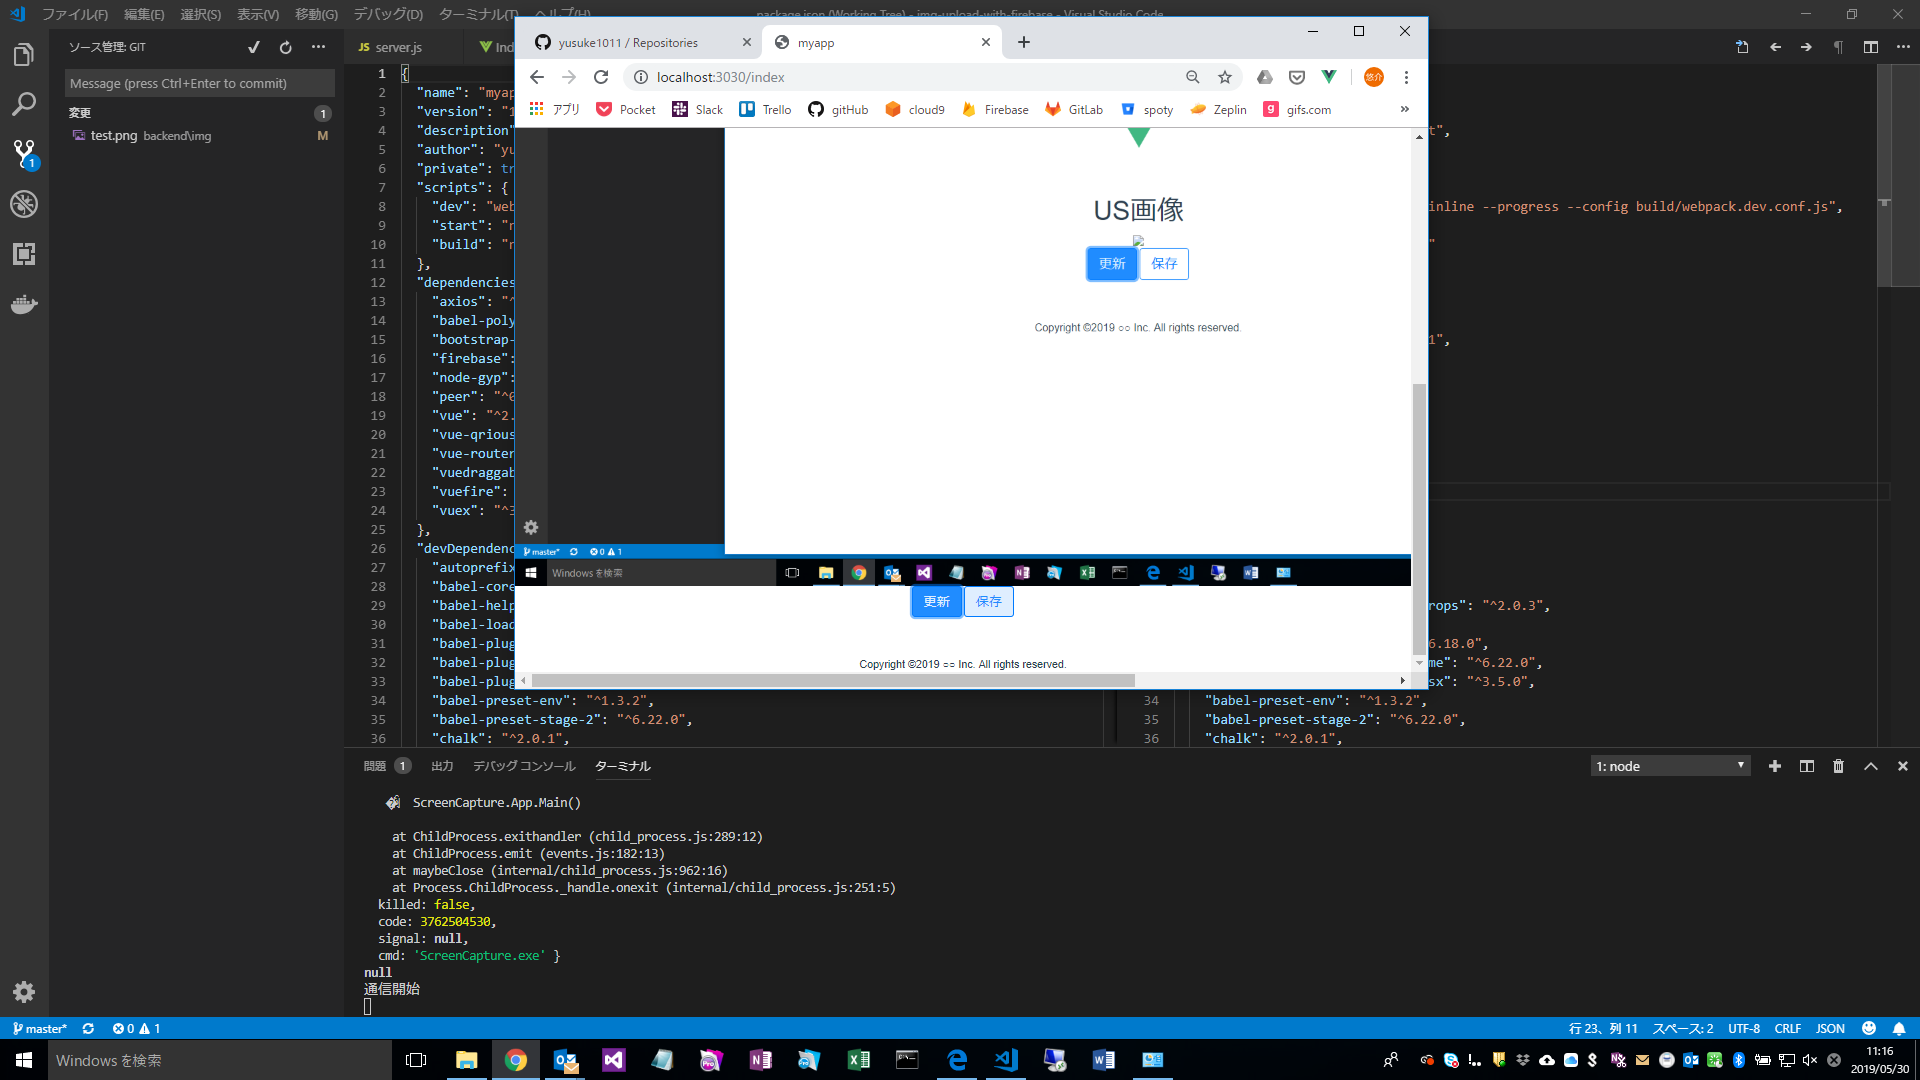 ファイル(F) 編集(E) 選択(S) 表示(V) 移動(G) デバッグ(D) ターミナル(T) ヘルプ(H)
package.json (Working Tree) - img-upload-with-firebase - Visual Studio Code
ソース管理: GIT
Message (press Ctrl+Enter to commit)
変更 1
test.png backend\img M
1
JS server.js
Ind
yusuke1011 / Repositories
myapp
localhost:3030/index
悠介
アプリ Pocket Slack Trello gitHub cloud9 Firebase GitLab spoty Zeplin gifs.com »
1 {
2 "name": "myap
3 "version": "1
4 "description"
5 "author": "yu
6 "private": tr
7 "scripts": {
8 "dev": "web
9 "start": "n
10 "build": "n
11 },
12 "dependencies
13 "axios": "^
14 "babel-poly
15 "bootstrap-
16 "firebase":
17 "node-gyp":
18 "peer": "^0
19 "vue": "^2.
20 "vue-qrious
21 "vue-router
22 "vuedraggab
23 "vuefire":
24 "vuex": "^3
25 },
26 "devDependenc
27 "autoprefix
28 "babel-core
29 "babel-help
30 "babel-load
31 "babel-plug
32 "babel-plug
33 "babel-plug
34 "babel-preset-env": "^1.3.2",
35 "babel-preset-stage-2": "^6.22.0",
36 "chalk": "^2.0.1",
t",
inline --progress --config build/webpack.dev.conf.js",
"
1",
rops": "^2.0.3",
6.18.0",
me": "^6.22.0",
sx": "^3.5.0",
34 "babel-preset-env": "^1.3.2",
35 "babel-preset-stage-2": "^6.22.0",
36 "chalk": "^2.0.1",
US画像
更新 保存
Copyright ©2019 ○○ Inc. All rights reserved.
master* 0 1
Windows を検索
更新 保存
Copyright ©2019 ○○ Inc. All rights reserved.
問題 1 出力 デバッグ コンソール ターミナル
1: node
ScreenCapture.App.Main()
at ChildProcess.exithandler (child_process.js:289:12)
at ChildProcess.emit (events.js:182:13)
at maybeClose (internal/child_process.js:962:16)
at Process.ChildProcess._handle.onexit (internal/child_process.js:251:5)
killed: false,
code: 3762504530,
signal: null,
cmd: 'ScreenCapture.exe' }
null
通信開始
master* 0 1
行 23、列 11 スペース: 2 UTF-8 CRLF JSON
Windows を検索
11:16
2019/05/30